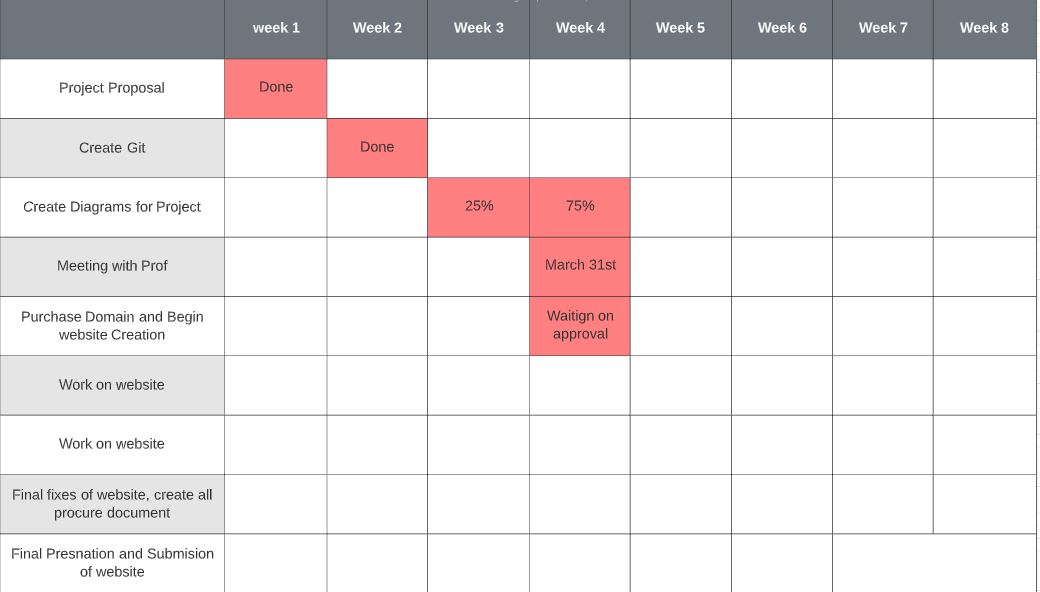 week 1 Week 2 Week 3 Week 4 Week 5 Week 6 Week 7 Week 8
Project Proposal Done
Create Git Done
Create Diagrams for Project 25% 75%
Meeting with Prof March 31st
Purchase Domain and Begin
website Creation
Waitign on
approval
Work on website
Work on website
Final fixes of website, create all
procure document
Final Presnation and Submision
of website